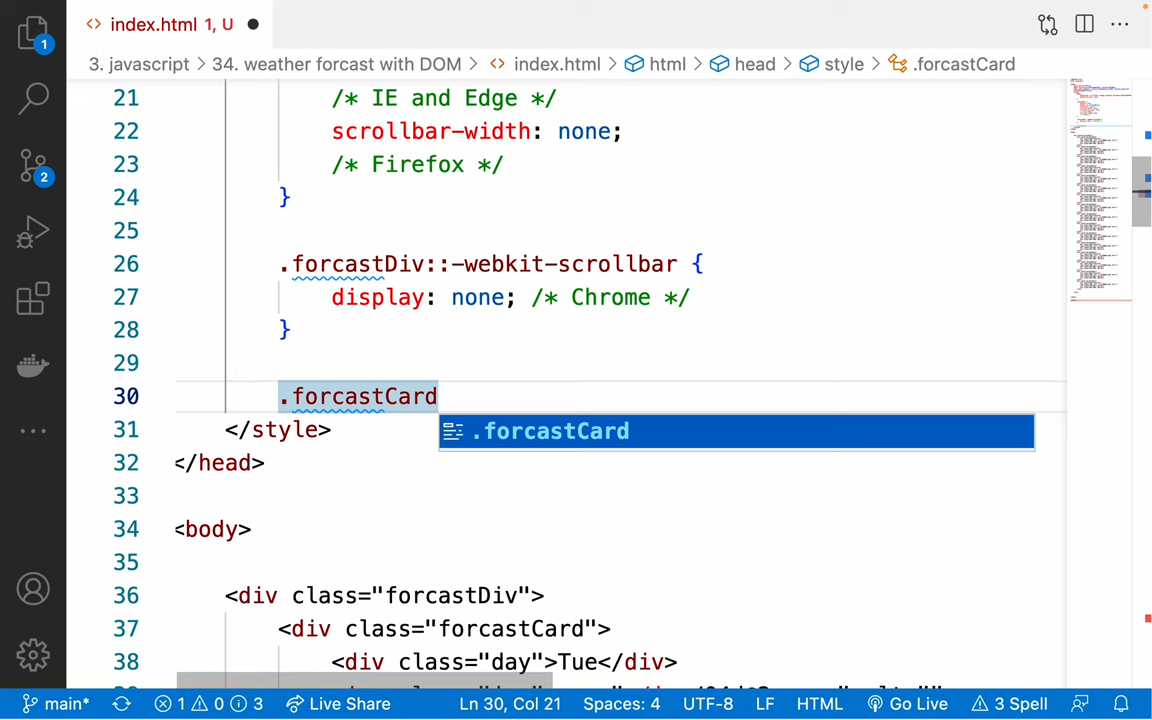 index.html 1, U
3. javascript > 34. weather forcast with DOM > index.html > html > head > style > .forcastCard
21 /* IE and Edge */
22 scrollbar-width: none;
23 /* Firefox */
24 }
25
26 .forcastDiv::-webkit-scrollbar {
27 display: none; /* Chrome */
28 }
29
30 .forcastCard
.forcastCard
31 </style>
32 </head>
33
34 <body>
35
36 <div class="forcastDiv">
37 <div class="forcastCard">
38 <div class="day">Tue</div>
1
2
main* 1 0 3 Live Share Ln 30, Col 21 Spaces: 4 UTF-8 LF HTML Go Live 3 Spell